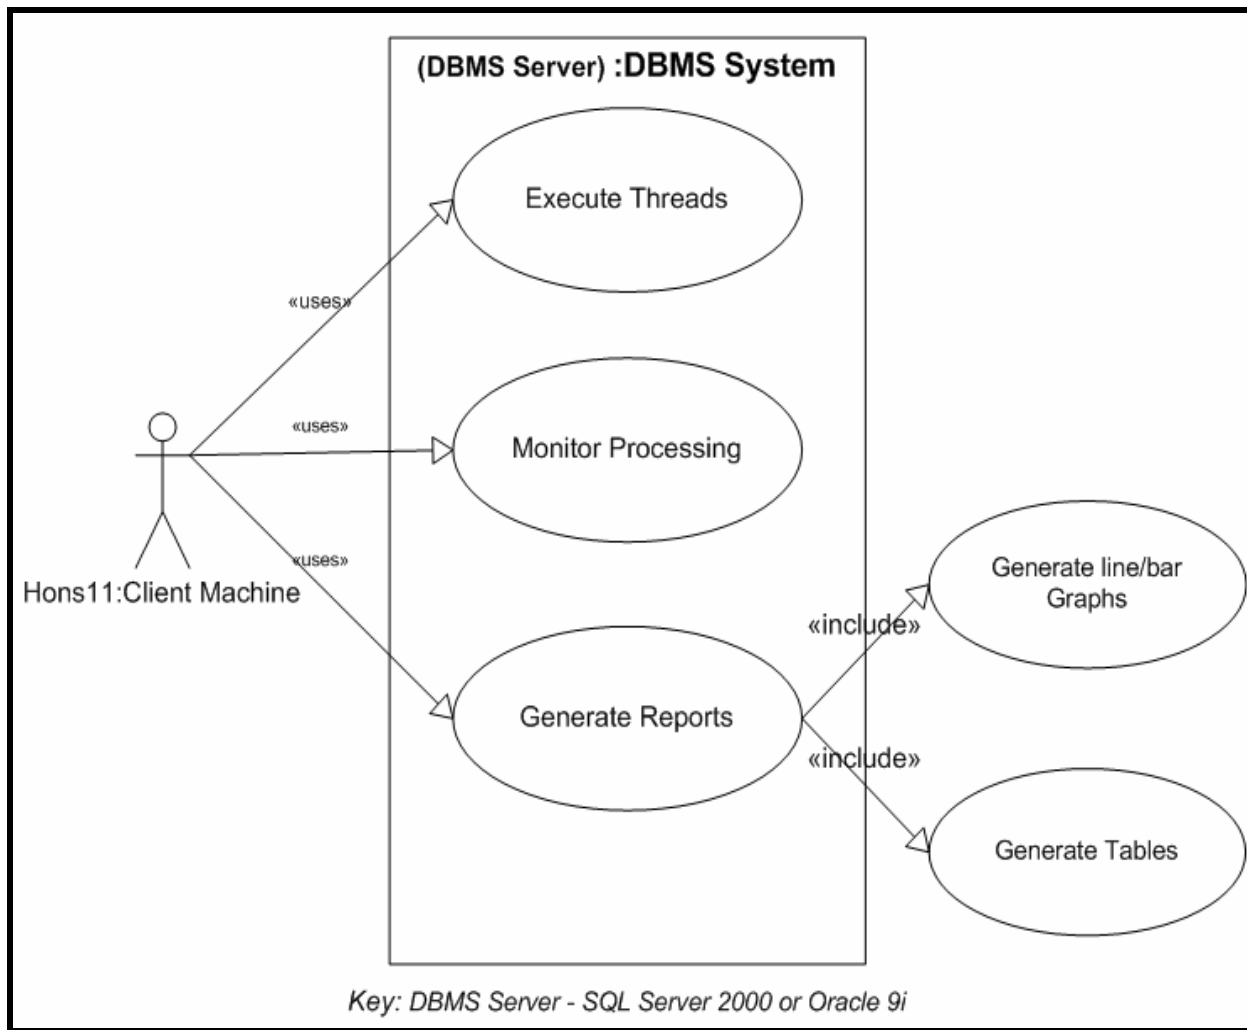 (DBMS Server) :DBMS System
Execute Threads
«uses»
«uses»
Monitor Processing
«uses»
Hons11:Client Machine
Generate line/bar
Graphs
«include»
Generate Reports
«include»
Generate Tables
Key: DBMS Server - SQL Server 2000 or Oracle 9i